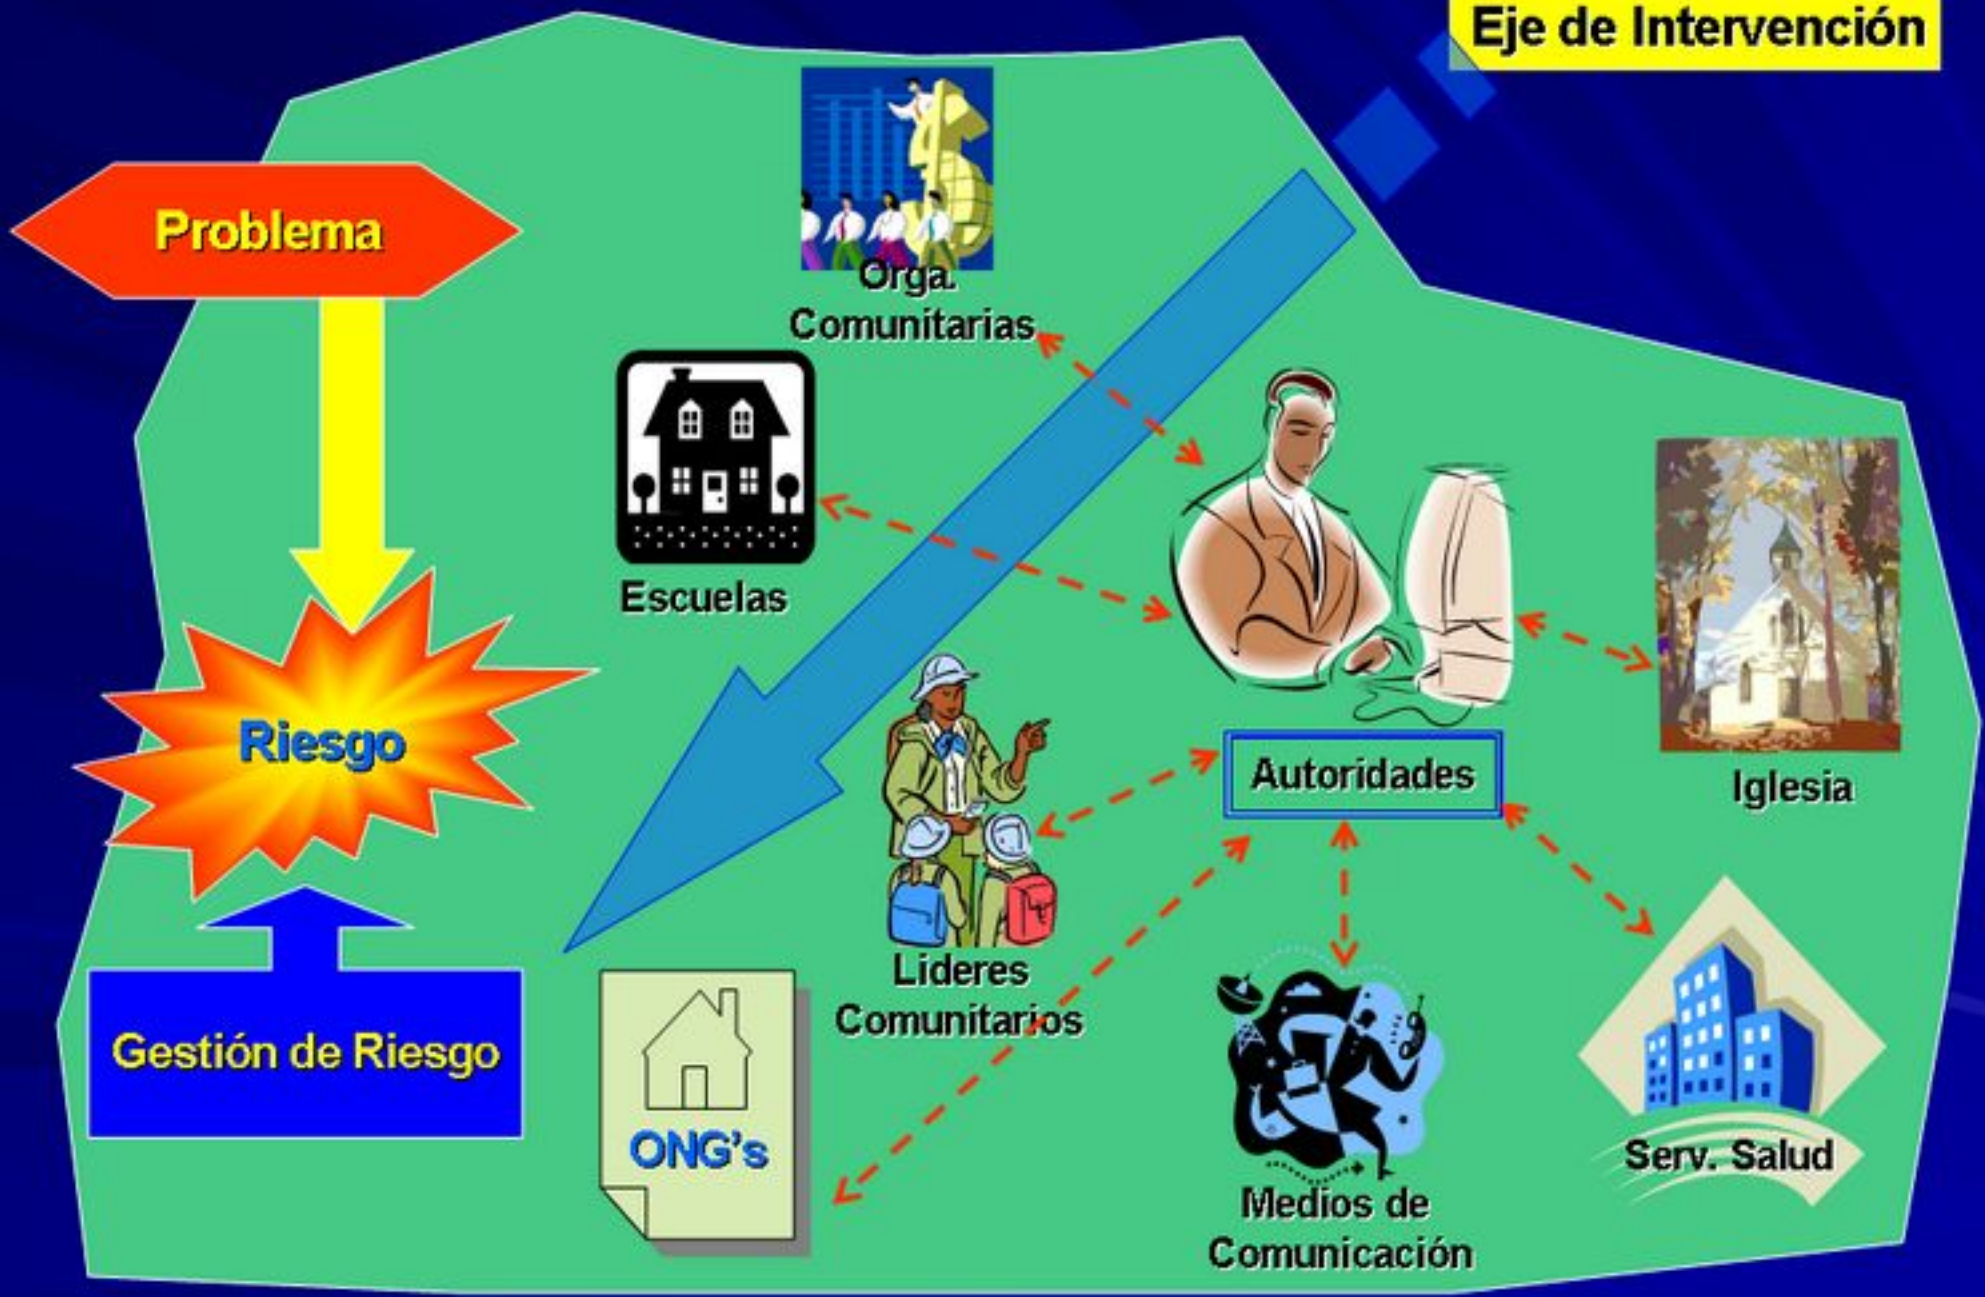 Eje de Intervención
Problema
Orga.
Comunitarias
Escuelas
Riesgo
Autoridades
Iglesia
Lideres
Comunitarios
Gestión de Riesgo
ONG's
Serv. Salud
Medios de
Comunicación